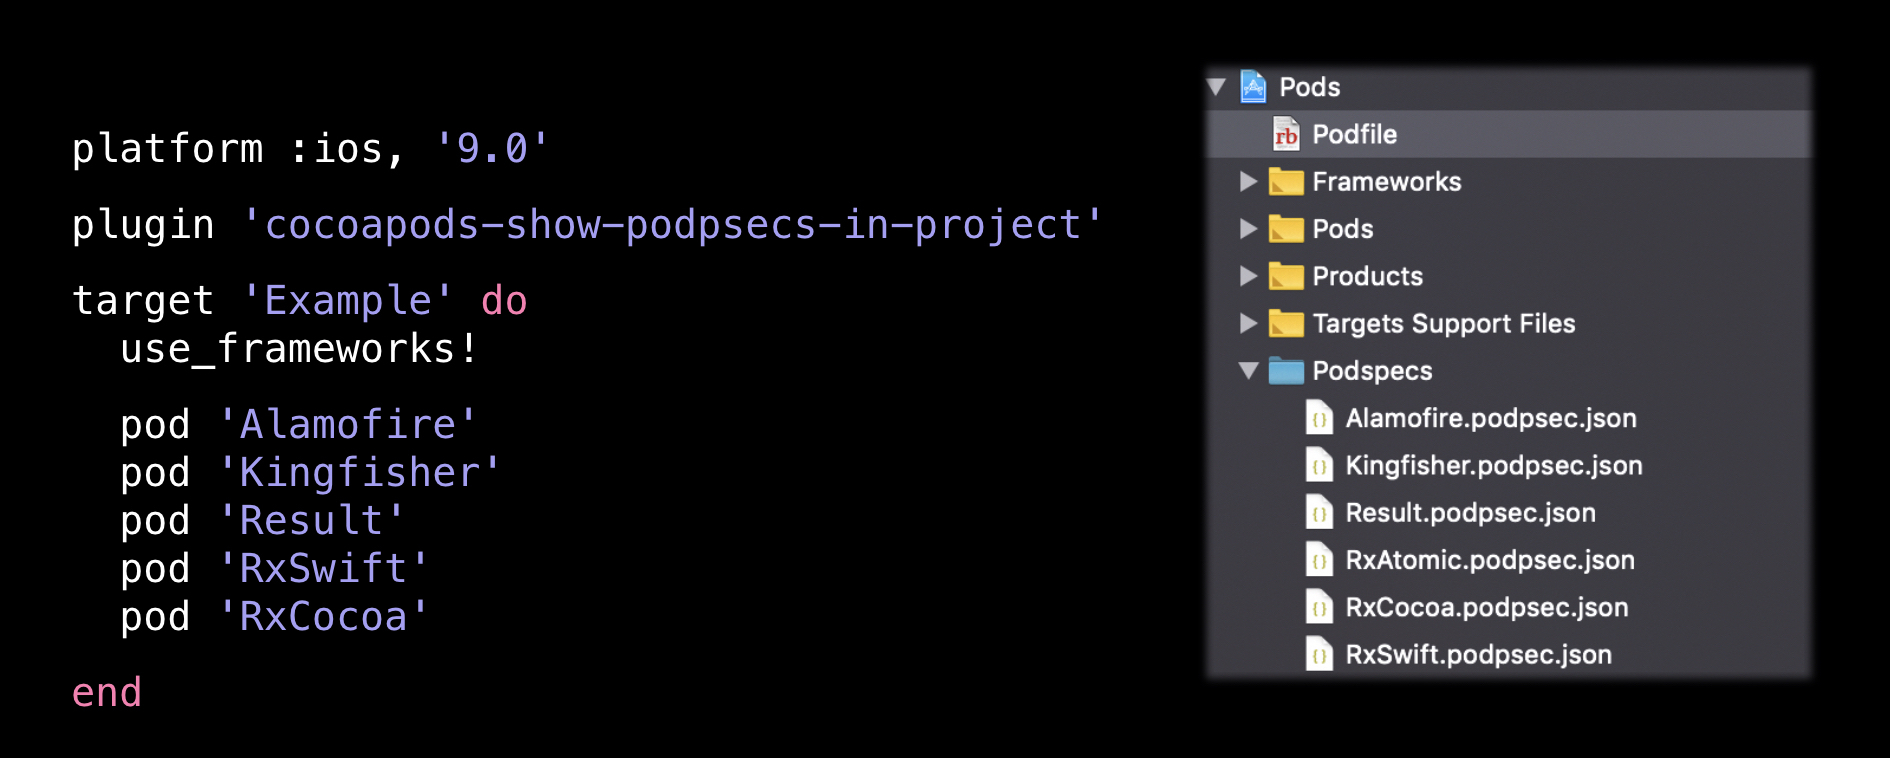 platform :ios, '9.0'
plugin 'cocoapods-show-podpsecs-in-project'
target 'Example' do
use_frameworks!
pod 'Alamofire'
pod 'Kingfisher'
pod 'Result'
pod 'RxSwift'
pod 'RxCocoa'
end
Pods
rb Podfile
Frameworks
Pods
Products
Targets Support Files
Podspecs
{} Alamofire.podpsec.json
{} Kingfisher.podpsec.json
{} Result.podpsec.json
{} RxAtomic.podpsec.json
{} RxCocoa.podpsec.json
{} RxSwift.podpsec.json